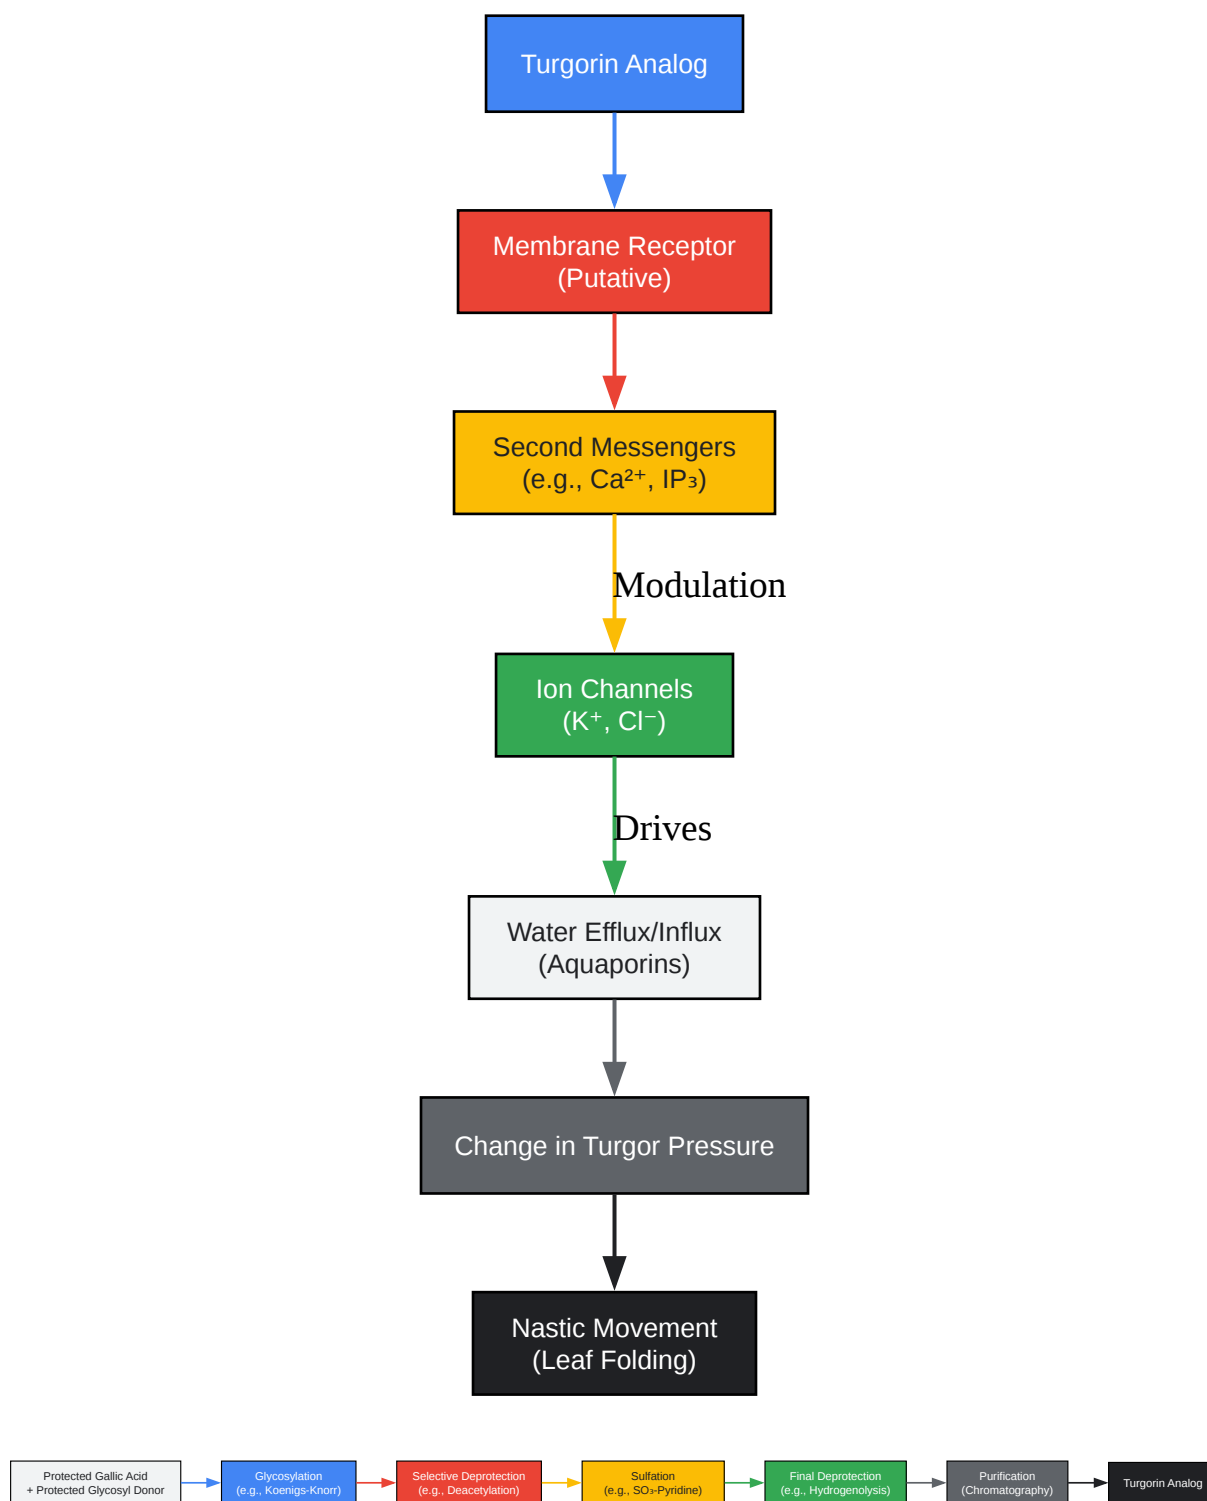 Turgorin Analog
Membrane Receptor
(Putative)
Second Messengers
(e.g., Ca²⁺, IP₃)
Modulation
Ion Channels
(K⁺, Cl⁻)
Drives
Water Efflux/Influx
(Aquaporins)
Change in Turgor Pressure
Nastic Movement
(Leaf Folding)
Protected Gallic Acid
+ Protected Glycosyl Donor
Glycosylation
(e.g., Koenigs-Knorr)
Selective Deprotection
(e.g., Deacetylation)
Sulfation
(e.g., SO₃-Pyridine)
Final Deprotection
(e.g., Hydrogenolysis)
Purification
(Chromatography)
Turgorin Analog